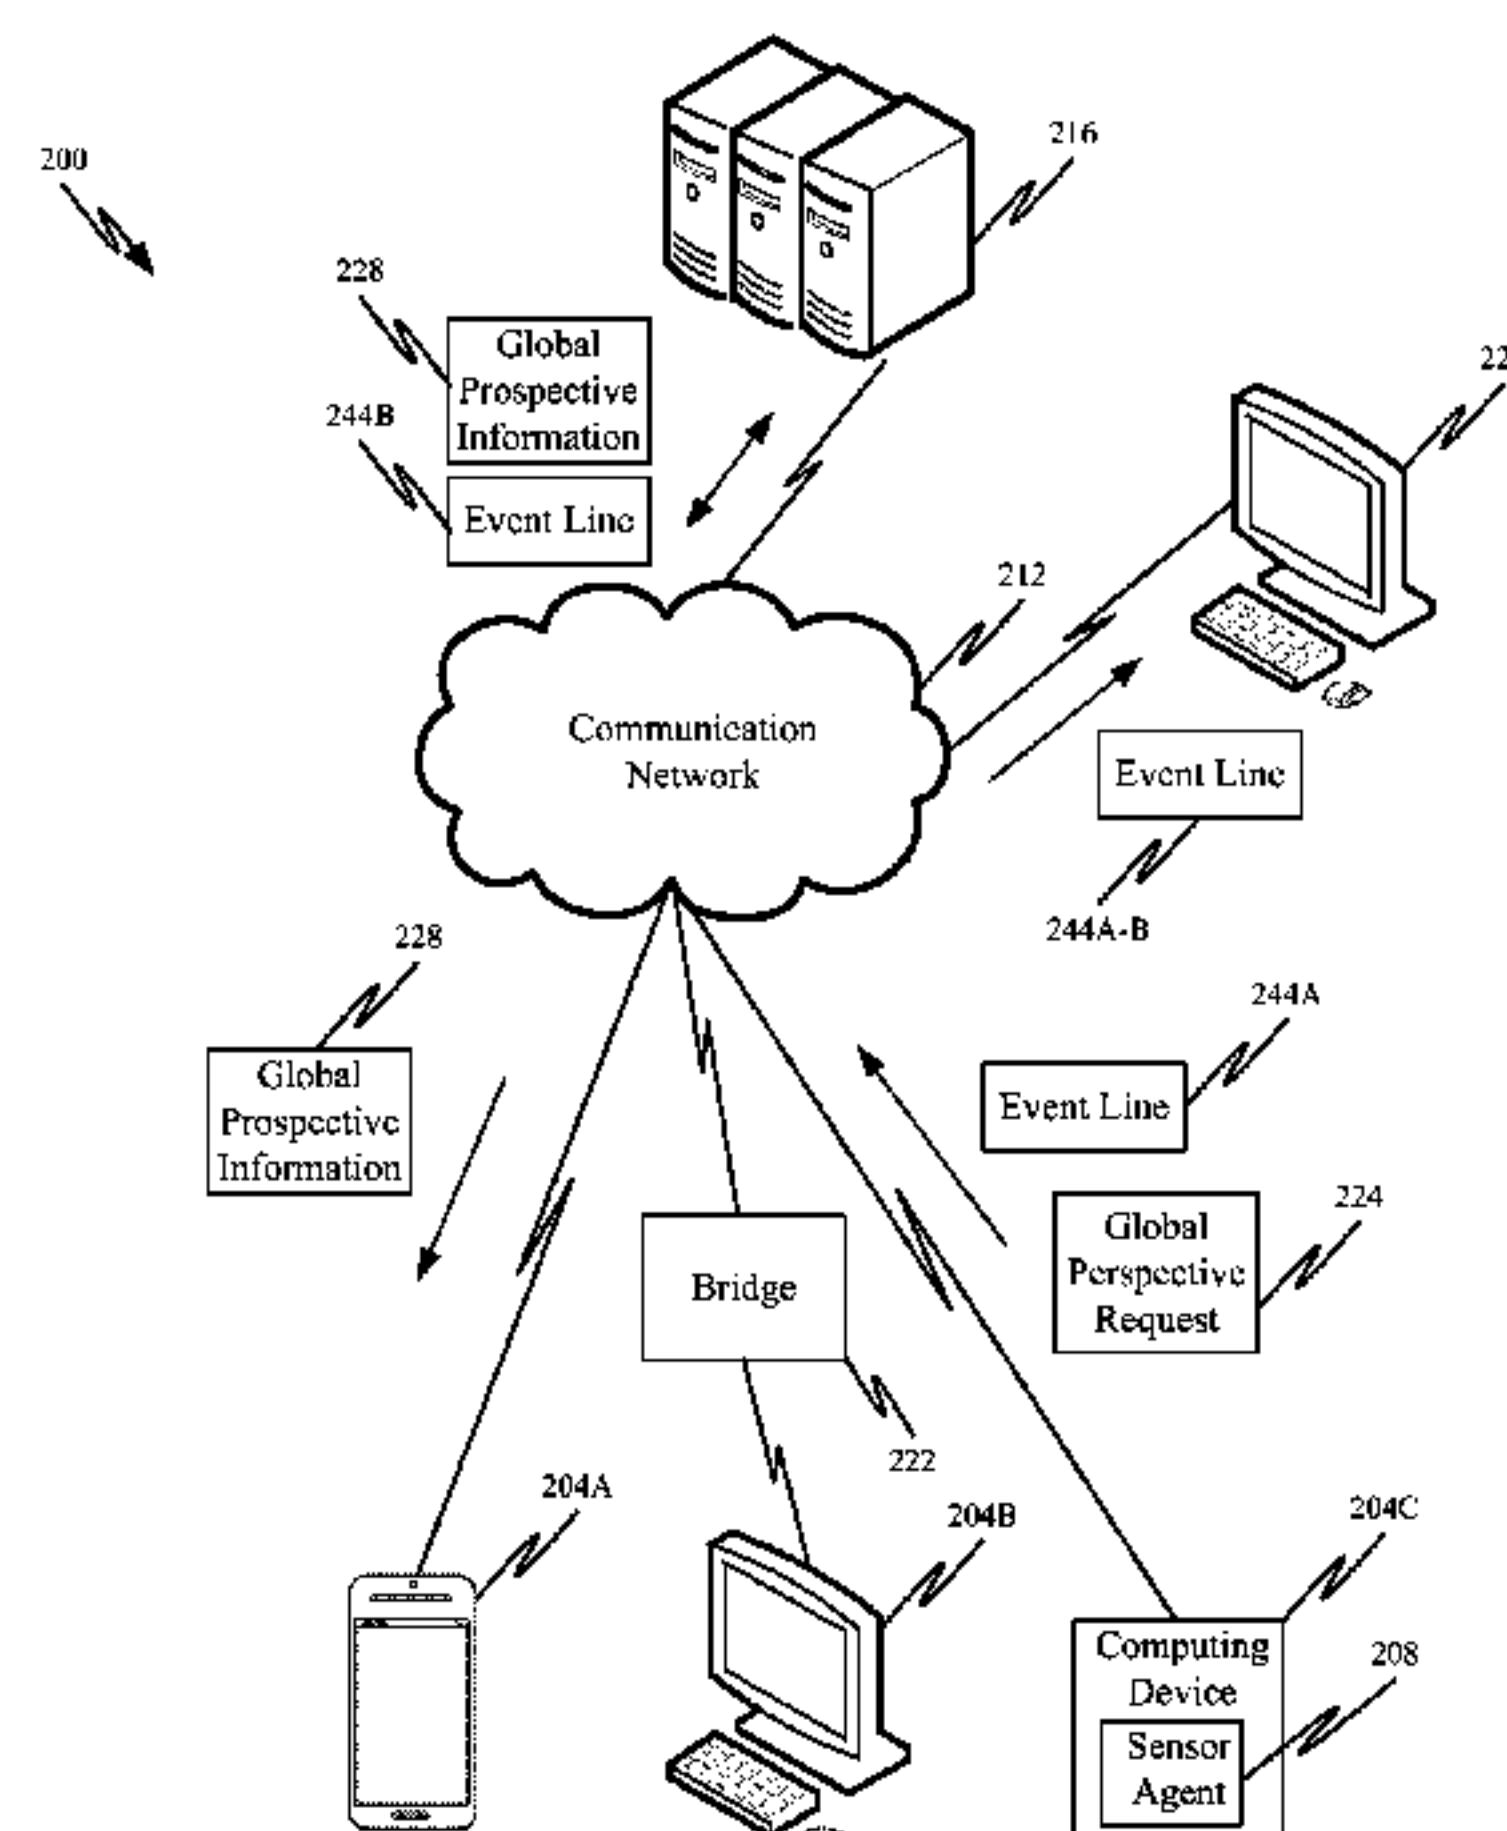 200
216
228
Global
Prospective
Information
244B
Event Line
22
212
Communication
Network
Event Line
244A-B
228
Global
Prospective
Information
244A
Event Line
224
Global
Perspective
Request
Bridge
222
204A
204B
204C
Computing
Device
208
Sensor
Agent